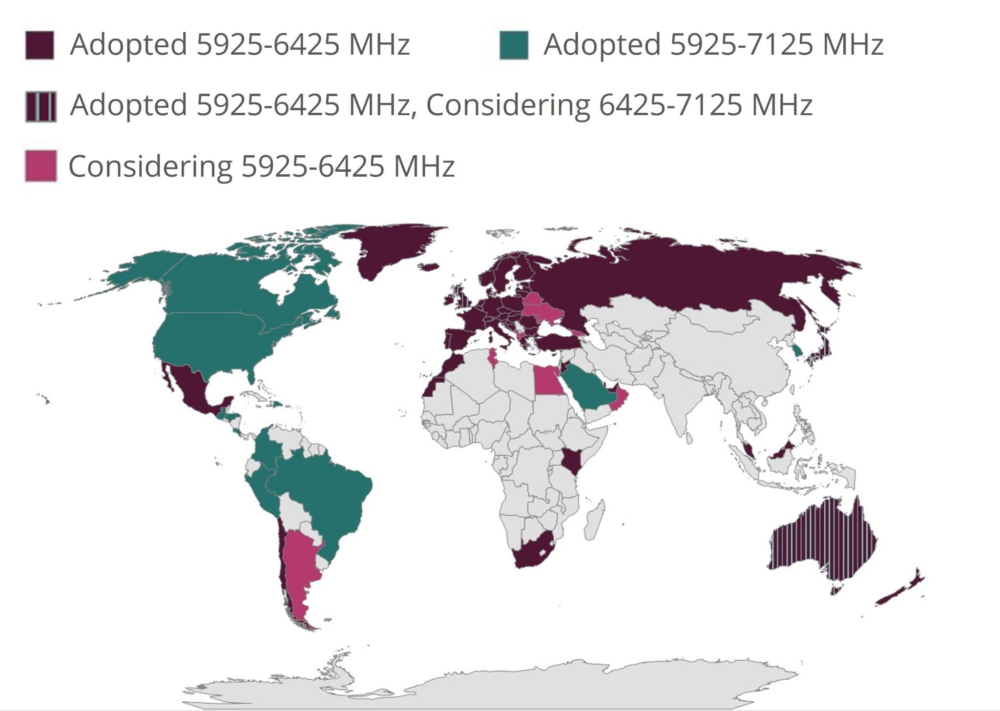 Adopted 5925-6425 MHz
Adopted 5925-7125 MHz
Adopted 5925-6425 MHz, Considering 6425-7125 MHz
Considering 5925-6425 MHz